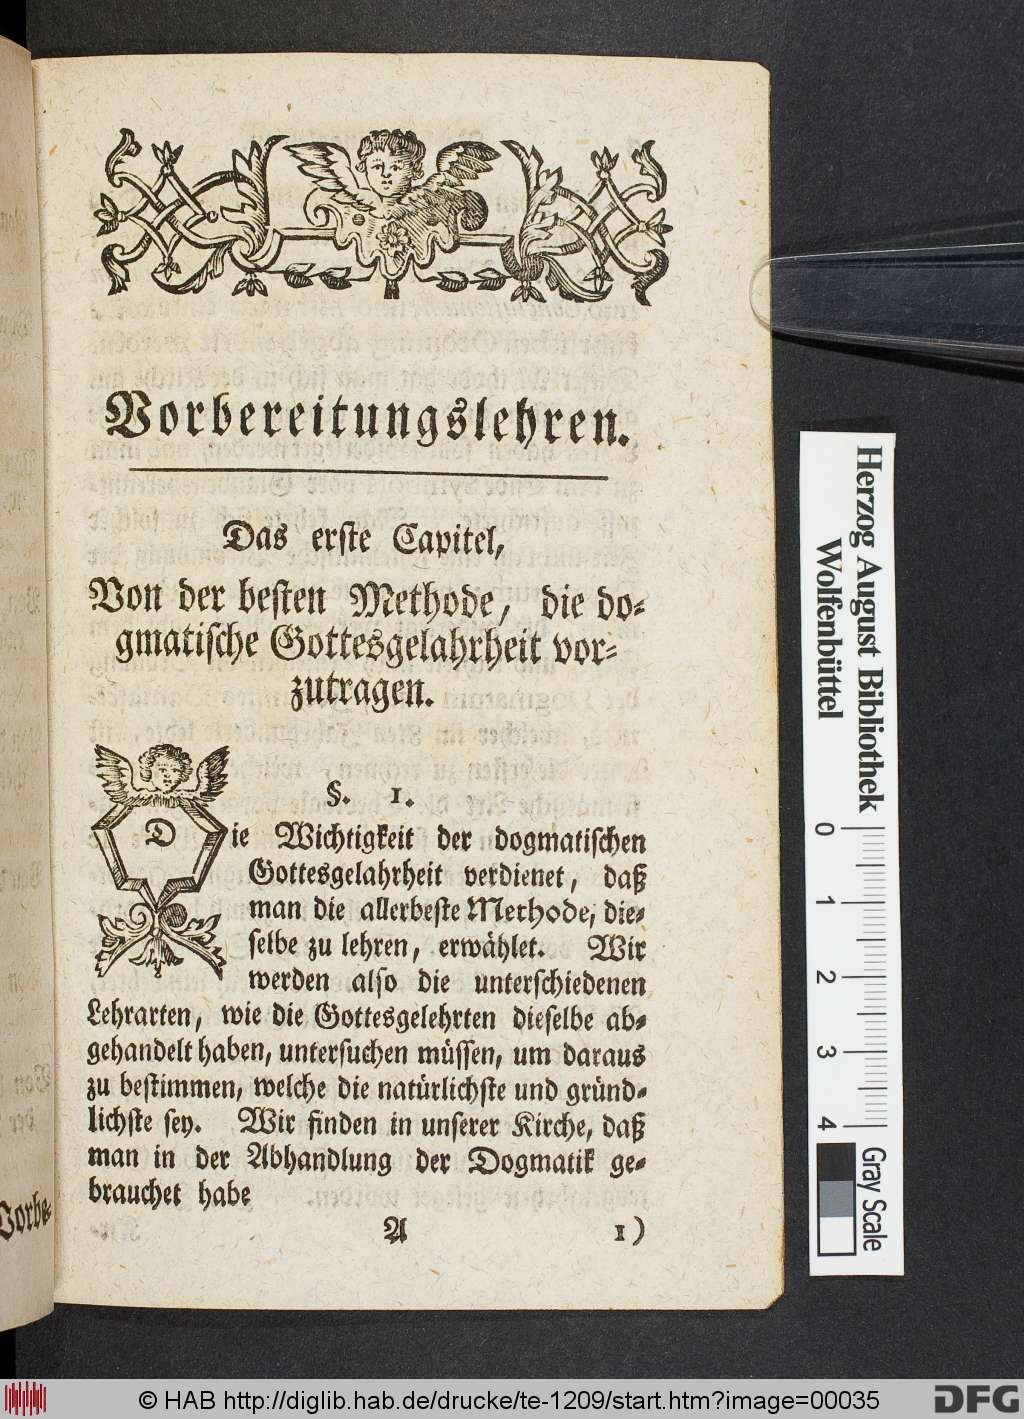 Vorbereitungslehren.
Das erste Capitel,
Von der besten Methode, die do-
gmatische Gottesgelahrheit vor-
zutragen.
§. 1.
Die Wichtigkeit der dogmatischen
Gottesgelahrheit verdienet, daß
man die allerbeste Methode, die-
selbe zu lehren, erwählet. Wir
werden also die unterschiedenen
Lehrarten, wie die Gottesgelehrten dieselbe ab-
gehandelt haben, untersuchen müssen, um daraus
zu bestimmen, welche die natürlichste und gründ-
lichste sey. Wir finden in unserer Kirche, daß
man in der Abhandlung der Dogmatik ge-
brauchet habe
A 1)
Vorbe-
Herzog August Bibliothek
Wolfenbüttel
0 1 2 3 4
Gray Scale
© HAB http://diglib.hab.de/drucke/te-1209/start.htm?image=00035
DFG